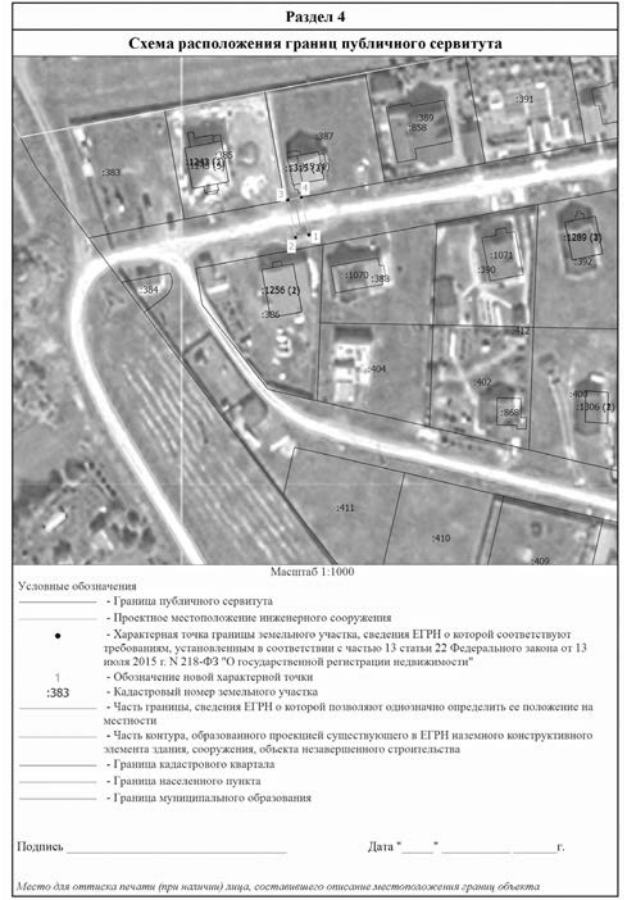 Раздел 4
Схема расположения границ публичного сервитута
:391
:389
:858
:387
:383
3
4
2
1
:1071
:390
:1289 (2)
:392
:384
:1256 (2)
:386
:1070
:388
:412
:404
:402
:400
:868
:1306 (2)
:411
:410
:409
Масштаб 1:1000
Условные обозначения
- Граница публичного сервитута
- Проектное местоположение инженерного сооружения
- Характерная точка границы земельного участка, сведения ЕГРН о которой соответствуют
требованиям, установленным в соответствии с частью 13 статьи 22 Федерального закона от 13
июля 2015 г. N 218-ФЗ "О государственной регистрации недвижимости"
1 - Обозначение новой характерной точки
:383 - Кадастровый номер земельного участка
- Часть границы, сведения ЕГРН о которой позволяют однозначно определить ее положение на
местности
- Часть контура, образованного проекцией существующего в ЕГРН наземного конструктивного
элемента здания, сооружения, объекта незавершенного строительства
- Граница кадастрового квартала
- Граница населенного пункта
- Граница муниципального образования
Подпись ____ Дата "____" ____ ____г.
Место для оттиска печати (при наличии) лица, составившего описание местоположения границ объекта